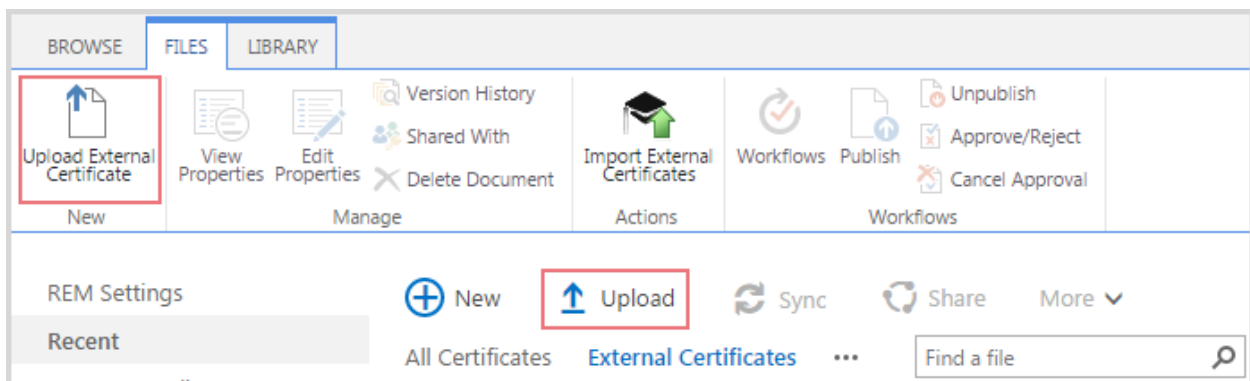 BROWSE FILES LIBRARY
Upload External Certificate
View Properties
Edit Properties
Version History
Shared With
Delete Document
Import External Certificates
Workflows
Publish
Unpublish
Approve/Reject
Cancel Approval
New Manage Actions Workflows
REM Settings
New Upload Sync Share More
Recent
All Certificates External Certificates ••• Find a file